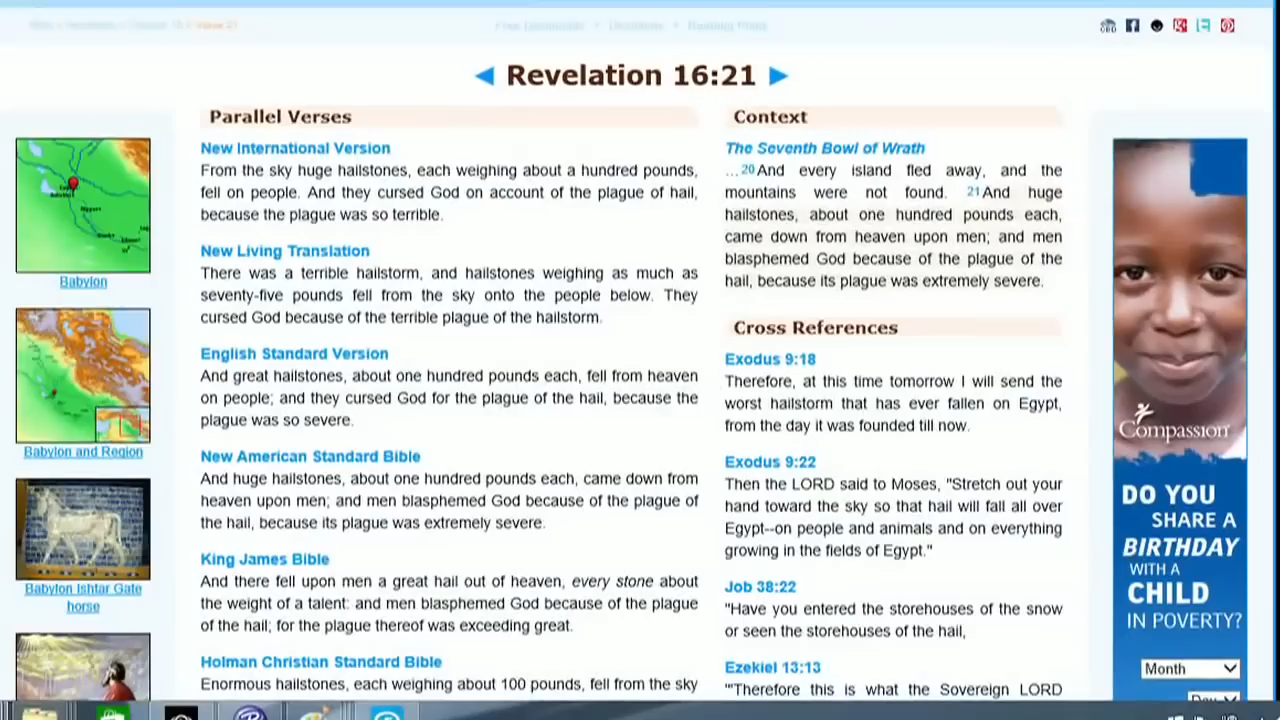 Revelation 16:21
Babylon
Babylon and Region
Babylon Ishtar Gate
horse
Parallel Verses
New International Version
From the sky huge hailstones, each weighing about a hundred pounds,
fell on people. And they cursed God on account of the plague of hail,
because the plague was so terrible.
New Living Translation
There was a terrible hailstorm, and hailstones weighing as much as
seventy-five pounds fell from the sky onto the people below. They
cursed God because of the terrible plague of the hailstorm.
English Standard Version
And great hailstones, about one hundred pounds each, fell from heaven
on people; and they cursed God for the plague of the hail, because the
plague was so severe.
New American Standard Bible
And huge hailstones, about one hundred pounds each, came down from
heaven upon men; and men blasphemed God because of the plague of
the hail, because its plague was extremely severe.
King James Bible
And there fell upon men a great hail out of heaven, every stone about
the weight of a talent: and men blasphemed God because of the plague
of the hail; for the plague thereof was exceeding great.
Holman Christian Standard Bible
Enormous hailstones, each weighing about 100 pounds, fell from the sky
Context
The Seventh Bowl of Wrath
…20And every island fled away, and the
mountains were not found. 21And huge
hailstones, about one hundred pounds each,
came down from heaven upon men; and men
blasphemed God because of the plague of the
hail, because its plague was extremely severe.
Cross References
Exodus 9:18
Therefore, at this time tomorrow I will send the
worst hailstorm that has ever fallen on Egypt,
from the day it was founded till now.
Exodus 9:22
Then the LORD said to Moses, "Stretch out your
hand toward the sky so that hail will fall all over
Egypt--on people and animals and on everything
growing in the fields of Egypt."
Job 38:22
"Have you entered the storehouses of the snow
or seen the storehouses of the hail,
Ezekiel 13:13
"'Therefore this is what the Sovereign LORD
Compassion
DO YOU
SHARE A
BIRTHDAY
WITH A
CHILD
IN POVERTY?
Month